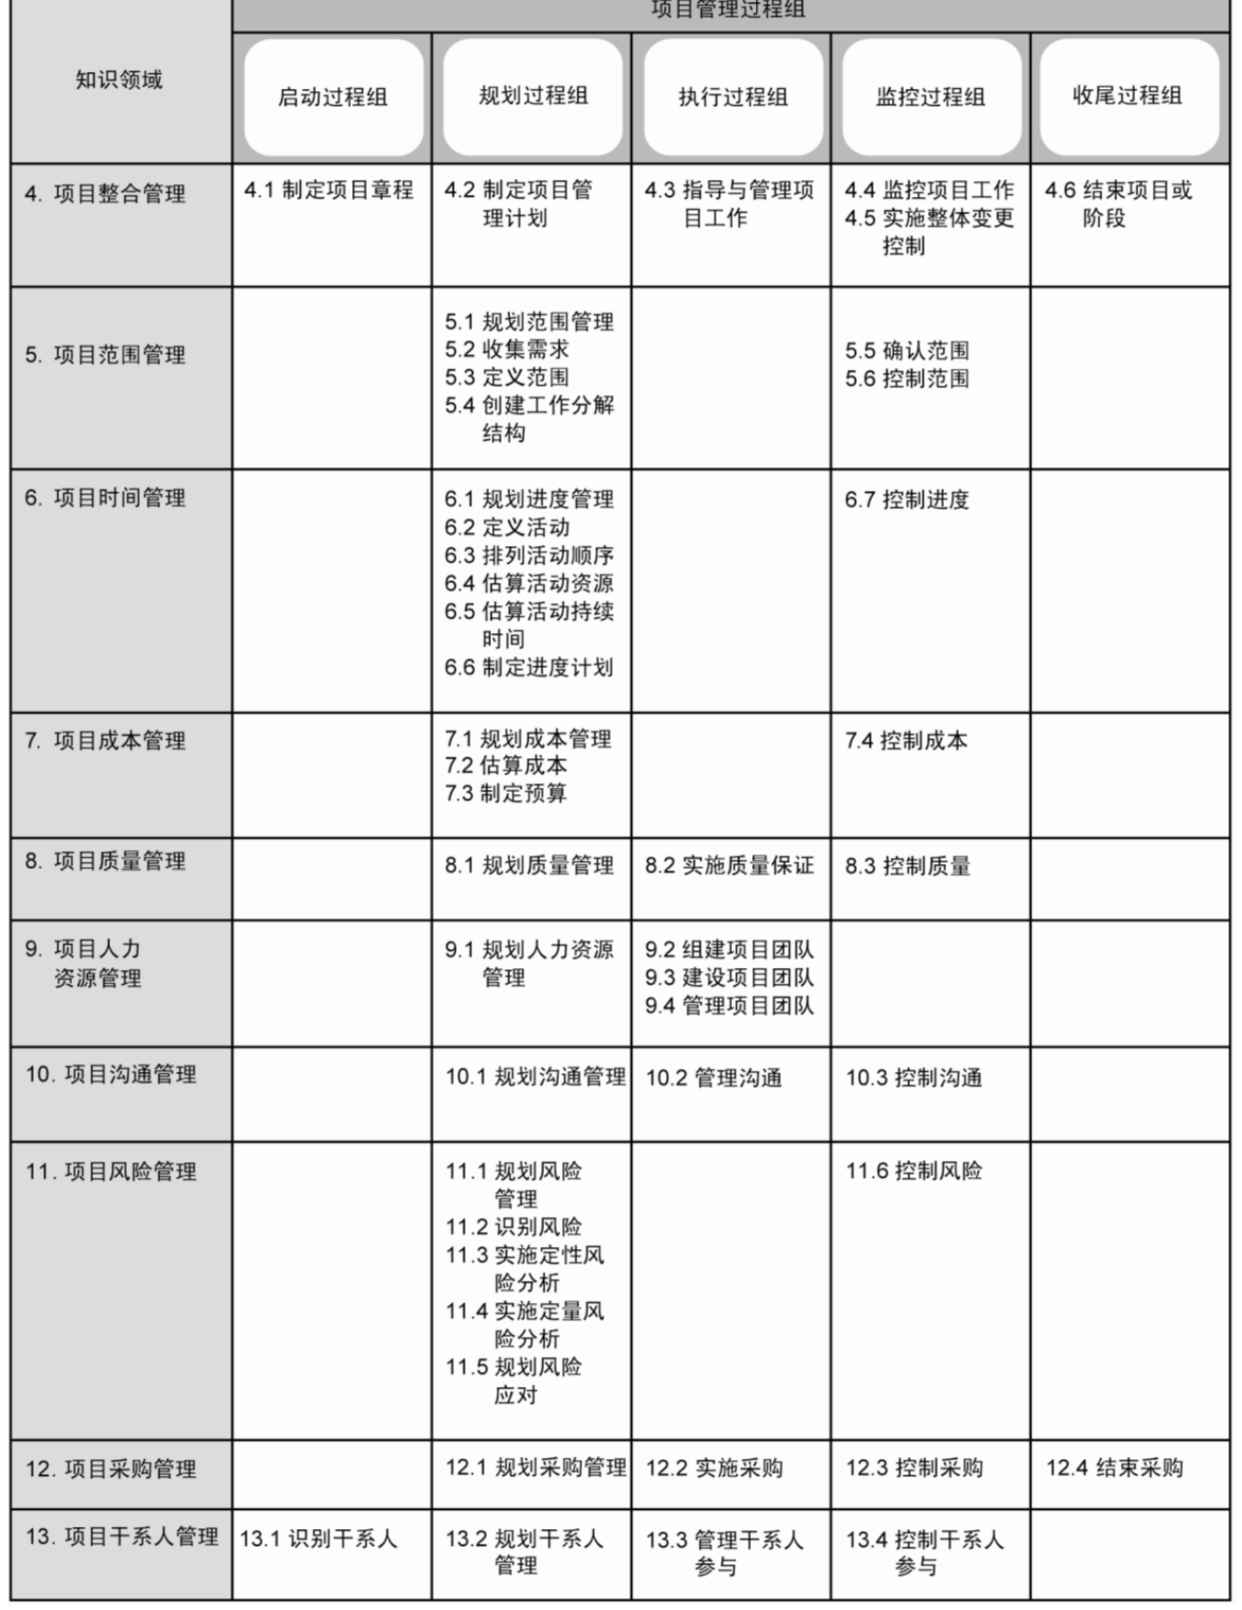 项目管理过程组
知识领域
启动过程组
规划过程组
执行过程组
监控过程组
收尾过程组
4. 项目整合管理
4.1 制定项目章程
4.2 制定项目管
理计划
4.3 指导与管理项
目工作
4.4 监控项目工作
4.5 实施整体变更
控制
4.6 结束项目或
阶段
5. 项目范围管理
5.1 规划范围管理
5.2 收集需求
5.3 定义范围
5.4 创建工作分解
结构
5.5 确认范围
5.6 控制范围
6. 项目时间管理
6.1 规划进度管理
6.2 定义活动
6.3 排列活动顺序
6.4 估算活动资源
6.5 估算活动持续
时间
6.6 制定进度计划
6.7 控制进度
7. 项目成本管理
7.1 规划成本管理
7.2 估算成本
7.3 制定预算
7.4 控制成本
8. 项目质量管理
8.1 规划质量管理
8.2 实施质量保证
8.3 控制质量
9. 项目人力
资源管理
9.1 规划人力资源
管理
9.2 组建项目团队
9.3 建设项目团队
9.4 管理项目团队
10. 项目沟通管理
10.1 规划沟通管理
10.2 管理沟通
10.3 控制沟通
11. 项目风险管理
11.1 规划风险
管理
11.2 识别风险
11.3 实施定性风
险分析
11.4 实施定量风
险分析
11.5 规划风险
应对
11.6 控制风险
12. 项目采购管理
12.1 规划采购管理
12.2 实施采购
12.3 控制采购
12.4 结束采购
13. 项目干系人管理
13.1 识别干系人
13.2 规划干系人
管理
13.3 管理干系人
参与
13.4 控制干系人
参与